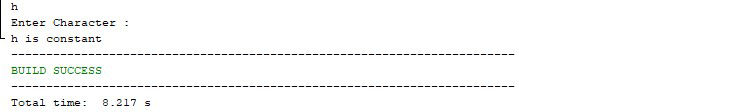 h
Enter Character :
h is constant
------------------------------------------------------------------------
BUILD SUCCESS
------------------------------------------------------------------------
Total time:  8.217 s